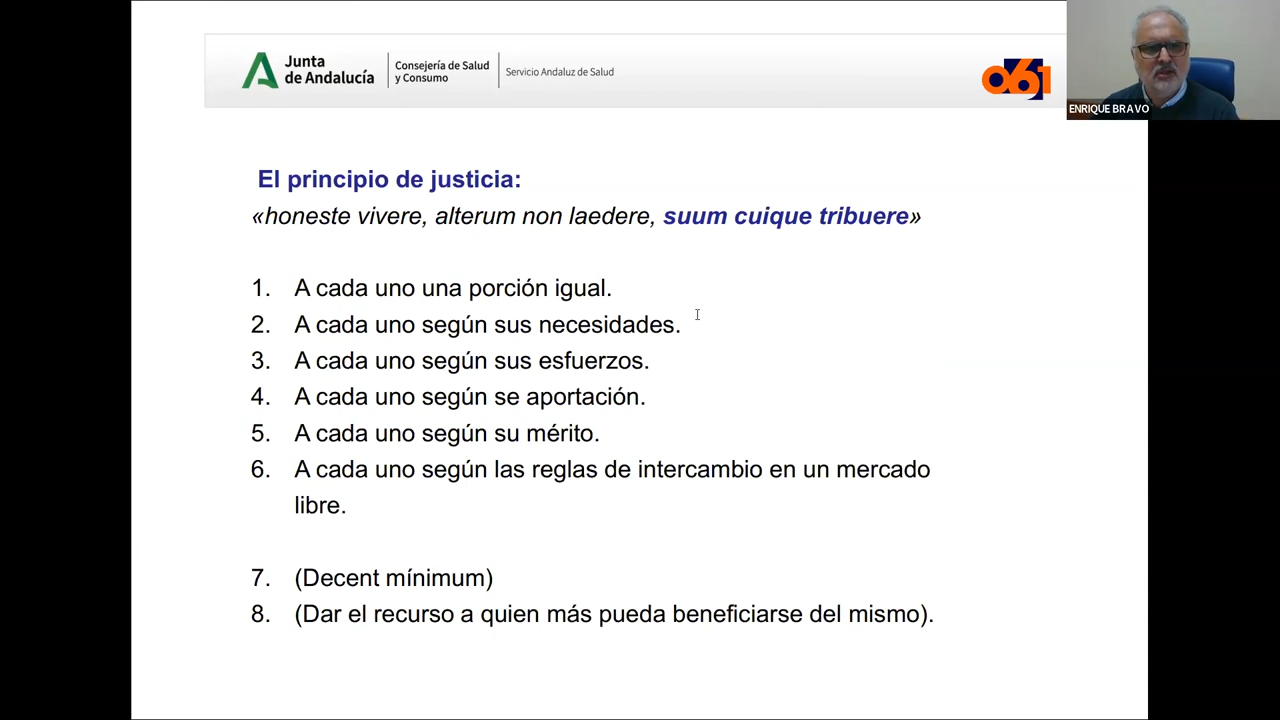 Junta
de Andalucía
Consejería de Salud
y Consumo
Servicio Andaluz de Salud
061
ENRIQUE BRAVO
El principio de justicia:
«honeste vivere, alterum non laedere, suum cuique tribuere»
1. A cada uno una porción igual.
2. A cada uno según sus necesidades.
3. A cada uno según sus esfuerzos.
4. A cada uno según se aportación.
5. A cada uno según su mérito.
6. A cada uno según las reglas de intercambio en un mercado
libre.
7. (Decent mínimum)
8. (Dar el recurso a quien más pueda beneficiarse del mismo).